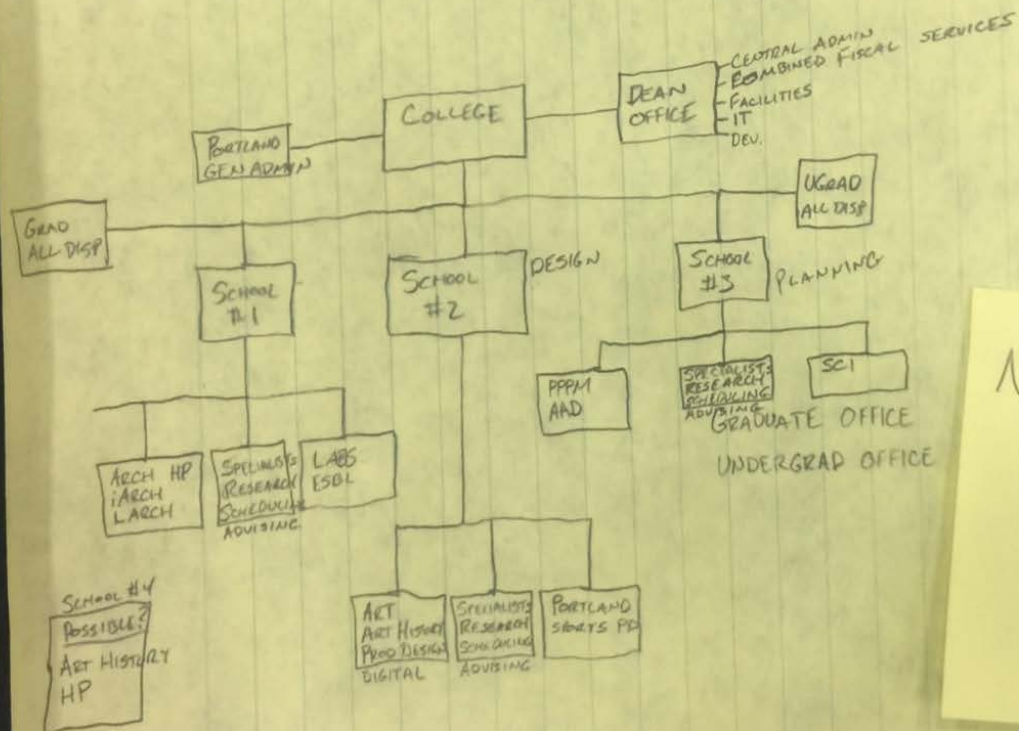 CENTRAL ADMIN
COMBINED FISCAL SERVICES
FACILITIES
IT
DEV.
DEAN
OFFICE
COLLEGE
PORTLAND
GEN ADMIN
UGRAD
ALL DISP
GRAD
ALL DISP
SCHOOL
#1
SCHOOL
#2
DESIGN
SCHOOL
#3
PLANNING
PPPM
AAD
SPECIALISTS
RESEARCH
SCHEDULING
ADVISING
SCI
GRADUATE OFFICE
UNDERGRAD OFFICE
ARCH HP
iARCH
LARCH
SPECIALISTS
RESEARCH
SCHEDULING
ADVISING
LABS
ESBL
ART
ART HISTORY
PROD DESIGN
DIGITAL
SPECIALISTS
RESEARCH
SCHEDULING
ADVISING
PORTLAND
SPORTS PD
SCHOOL #4
POSSIBLE?
ART HISTORY
HP